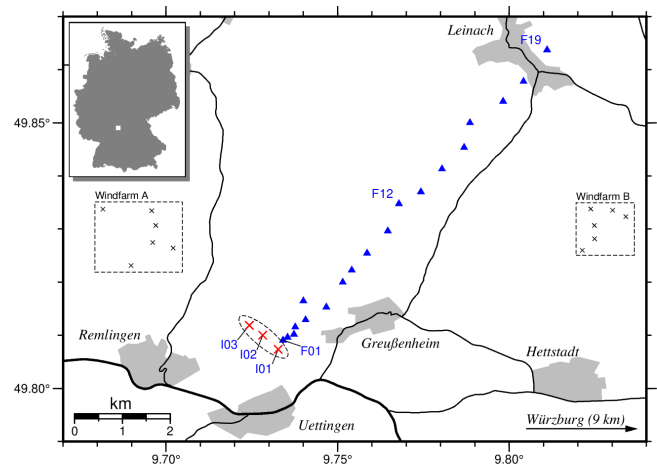 Leinach
F19
49.85°
Windfarm A
F12
Windfarm B
Remlingen
I03
I02
I01
F01
Greußenheim
Hettstadt
49.80°
km
0 1 2
Uettingen
Würzburg (9 km)
9.70° 9.75° 9.80°